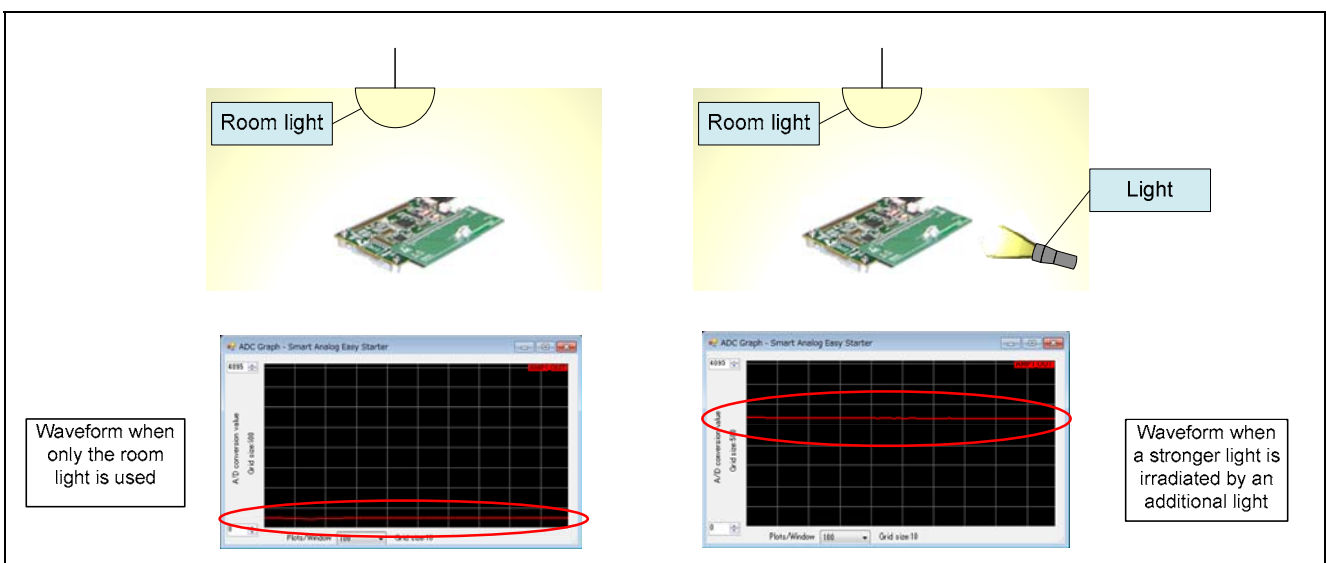 Room light
Room light
Light
ADC Graph - Smart Analog Easy Starter
4095
A/D conversion value
Grid size:500
0
Plots/Window 100 Grid size:10
ADC Graph - Smart Analog Easy Starter
4095
A/D conversion value
Grid size:500
0
Plots/Window 100 Grid size:10
Waveform when
only the room
light is used
Waveform when
a stronger light is
irradiated by an
additional light